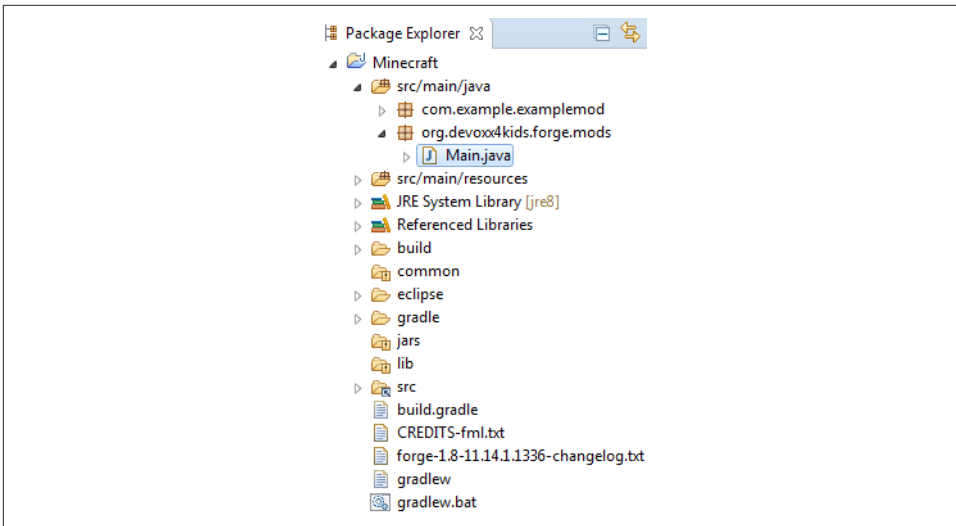 Package Explorer
Minecraft
src/main/java
com.example.examplemod
org.devoxx4kids.forge.mods
Main.java
src/main/resources
JRE System Library [jre8]
Referenced Libraries
build
common
eclipse
gradle
jars
lib
src
build.gradle
CREDITS-fml.txt
forge-1.8-11.14.1.1336-changelog.txt
gradlew
gradlew.bat